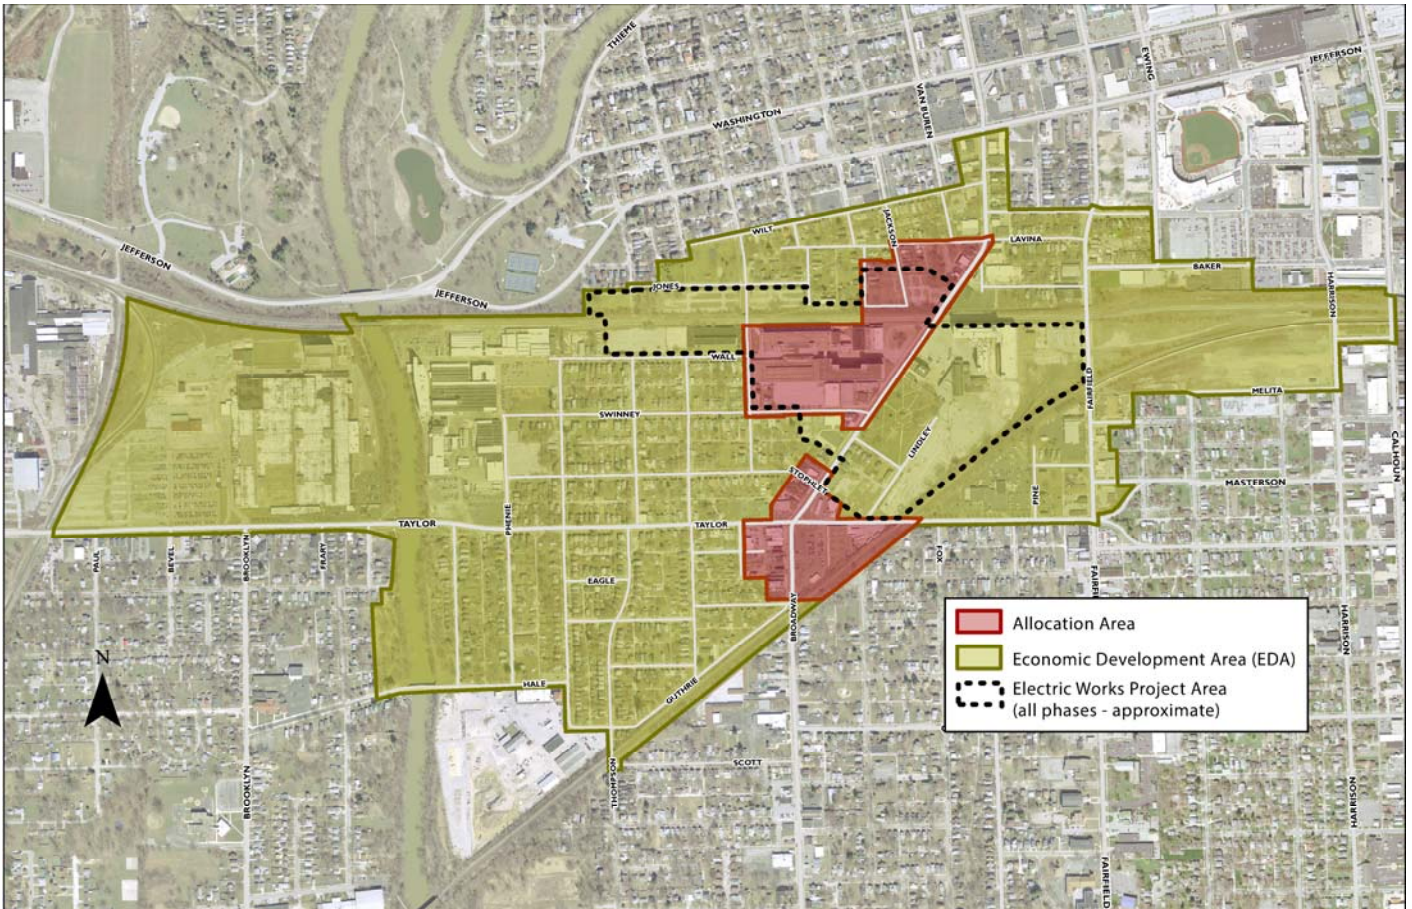 THIEME
EWING
JEFFERSON
WASHINGTON
VAN BUREN
JACKSON
WILT
LAVINA
JEFFERSON
BAKER
HARRISON
JONES
JEFFERSON
WALL
FAIRFIELD
MELITA
SWINNEY
LINDLEY
CALHOUN
STOPHLET
MASTERSON
PINE
PHENIE
TAYLOR
TAYLOR
PAUL
BEVEL
BROOKLYN
FRARY
FOX
EAGLE
BROADWAY
HARRISON
Allocation Area
Economic Development Area (EDA)
Electric Works Project Area
(all phases - approximate)
N
HALE
GUTHRIE
SCOTT
THOMPSON
BROOKLYN
HARRISON
FAIRFIELD